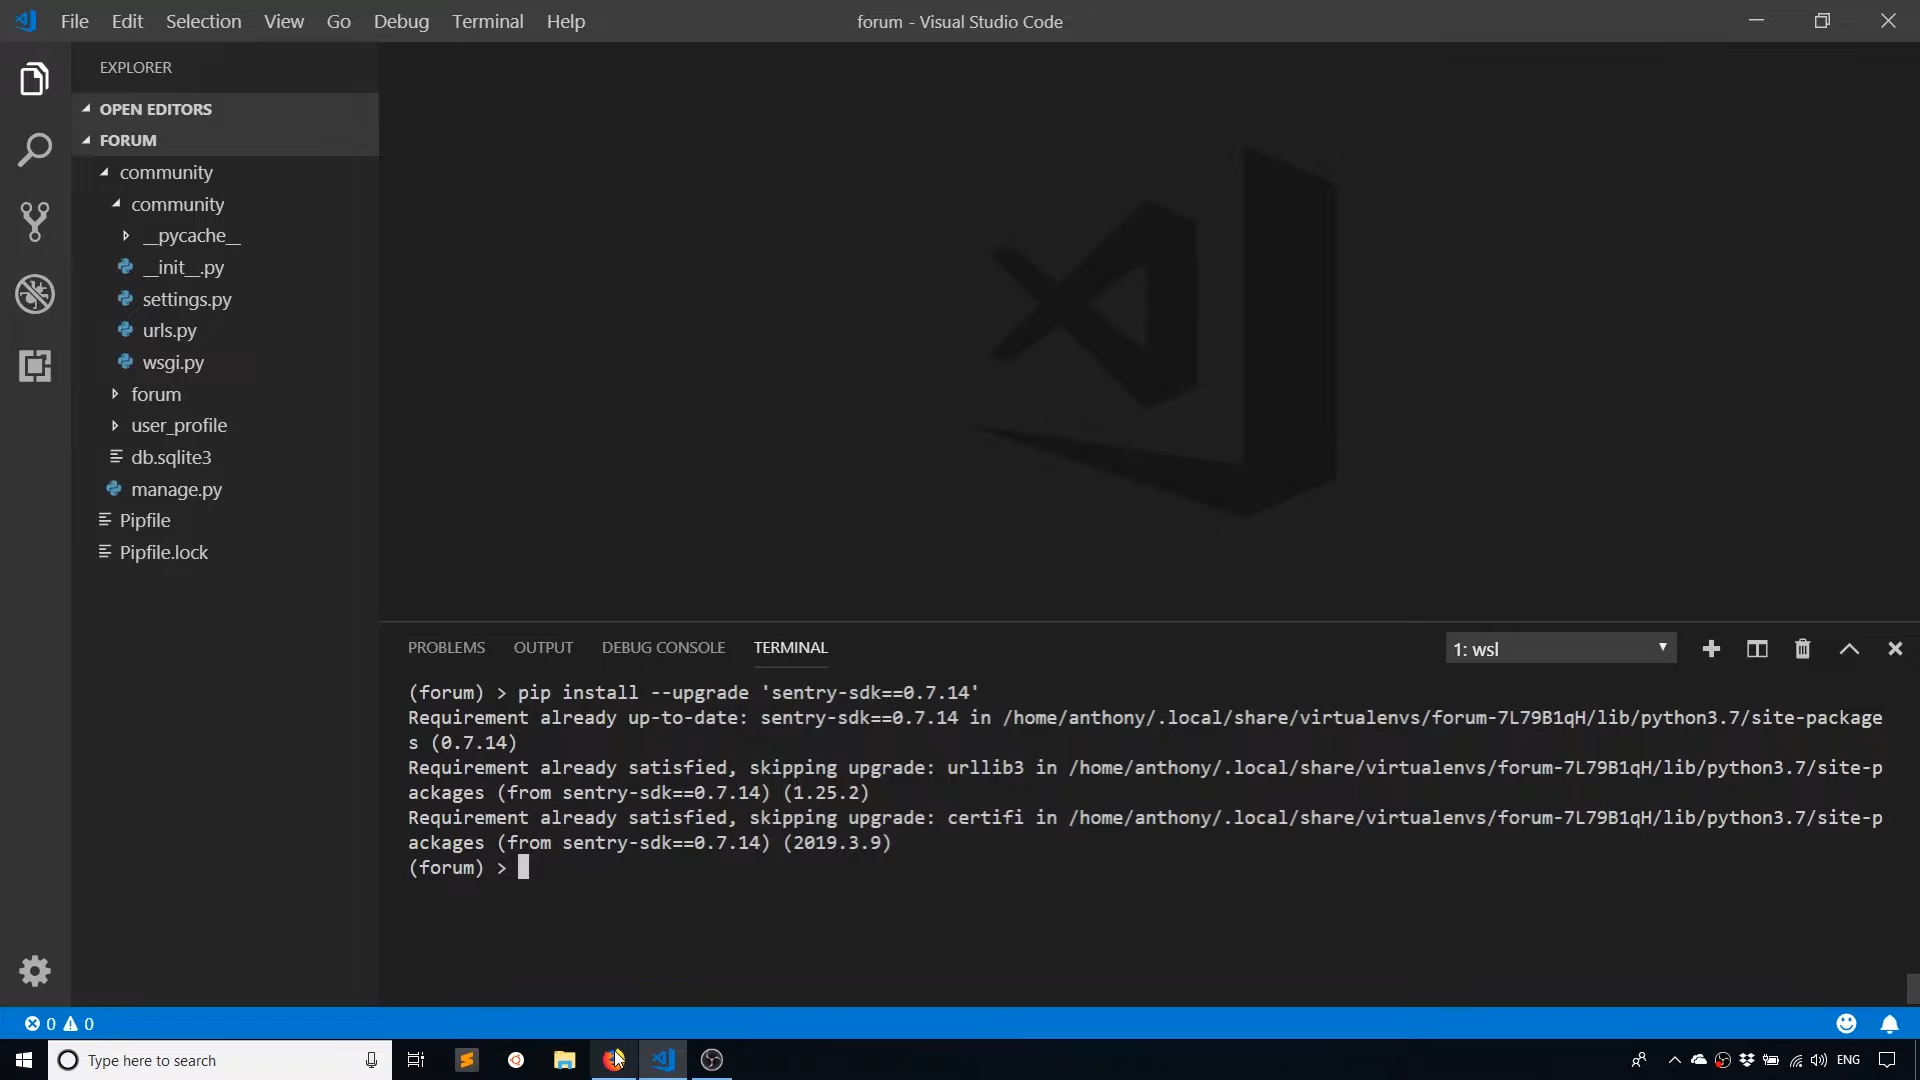 File Edit Selection View Go Debug Terminal Help
forum - Visual Studio Code
EXPLORER
OPEN EDITORS
FORUM
community
community
__pycache__
__init__.py
settings.py
urls.py
wsgi.py
forum
user_profile
db.sqlite3
manage.py
Pipfile
Pipfile.lock
PROBLEMS OUTPUT DEBUG CONSOLE TERMINAL
1: wsl
(forum) > pip install --upgrade 'sentry-sdk==0.7.14'
Requirement already up-to-date: sentry-sdk==0.7.14 in /home/anthony/.local/share/virtualenvs/forum-7L79B1qH/lib/python3.7/site-package
s (0.7.14)
Requirement already satisfied, skipping upgrade: urllib3 in /home/anthony/.local/share/virtualenvs/forum-7L79B1qH/lib/python3.7/site-p
ackages (from sentry-sdk==0.7.14) (1.25.2)
Requirement already satisfied, skipping upgrade: certifi in /home/anthony/.local/share/virtualenvs/forum-7L79B1qH/lib/python3.7/site-p
ackages (from sentry-sdk==0.7.14) (2019.3.9)
(forum) >
0 0
Type here to search
ENG